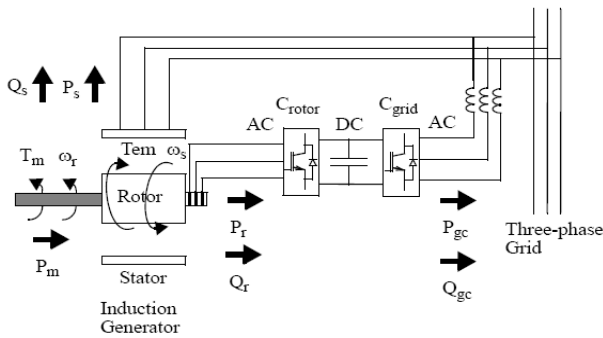 Qs
Ps
Crotor
Cgrid
AC
DC
AC
Tm
ωr
Tem
ωs
Rotor
Pr
Pgc
Pm
Three-phase
Grid
Stator
Qr
Qgc
Induction
Generator